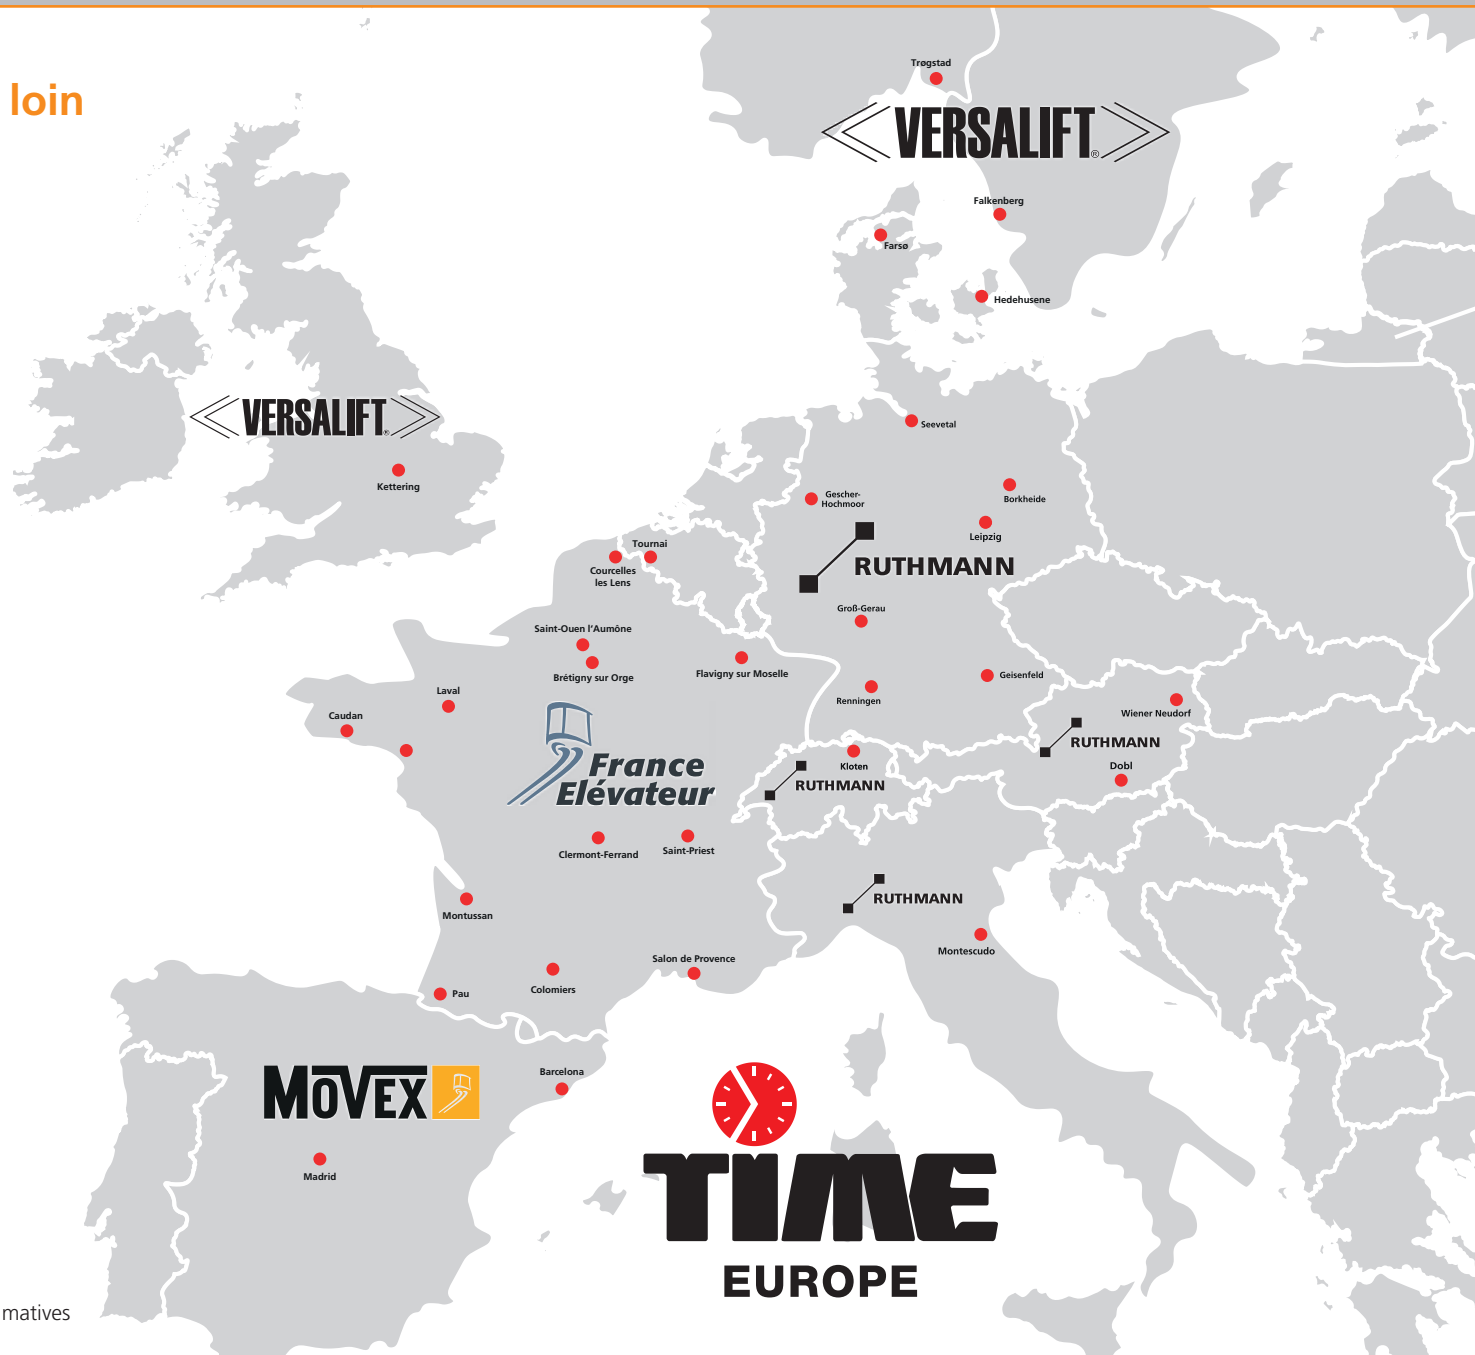 loin
Trøgstad
VERSALIFT®
Falkenberg
Farsø
Hedehusene
VERSALIFT®
Kettering
Seevetal
Gescher-
Hochmoor
Borkheide
Leipzig
Tournai
Courcelles
les Lens
RUTHMANN
Groß-Gerau
Saint-Ouen l'Aumône
Brétigny sur Orge
Flavigny sur Moselle
Geisenfeld
Renningen
Laval
Caudan
Wiener Neudorf
RUTHMANN
Dobl
Kloten
RUTHMANN
France
Elévateur
Clermont-Ferrand
Saint-Priest
RUTHMANN
Montussan
Montescudo
Salon de Provence
Colomiers
Pau
MOVEX
Barcelona
Madrid
TIME
EUROPE
matives